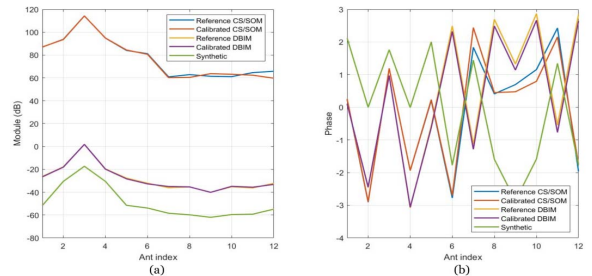 120
100
80
60
40
20
0
-20
-40
-60
-80
Module (dB)
2
4
6
8
10
12
Ant index
Reference CS/SOM
Calibrated CS/SOM
Reference DBIM
Calibrated DBIM
Synthetic
(a)
3
2
1
0
-1
-2
-3
-4
Phase
2
4
6
8
10
12
Ant index
Reference CS/SOM
Calibrated CS/SOM
Reference DBIM
Calibrated DBIM
Synthetic
(b)